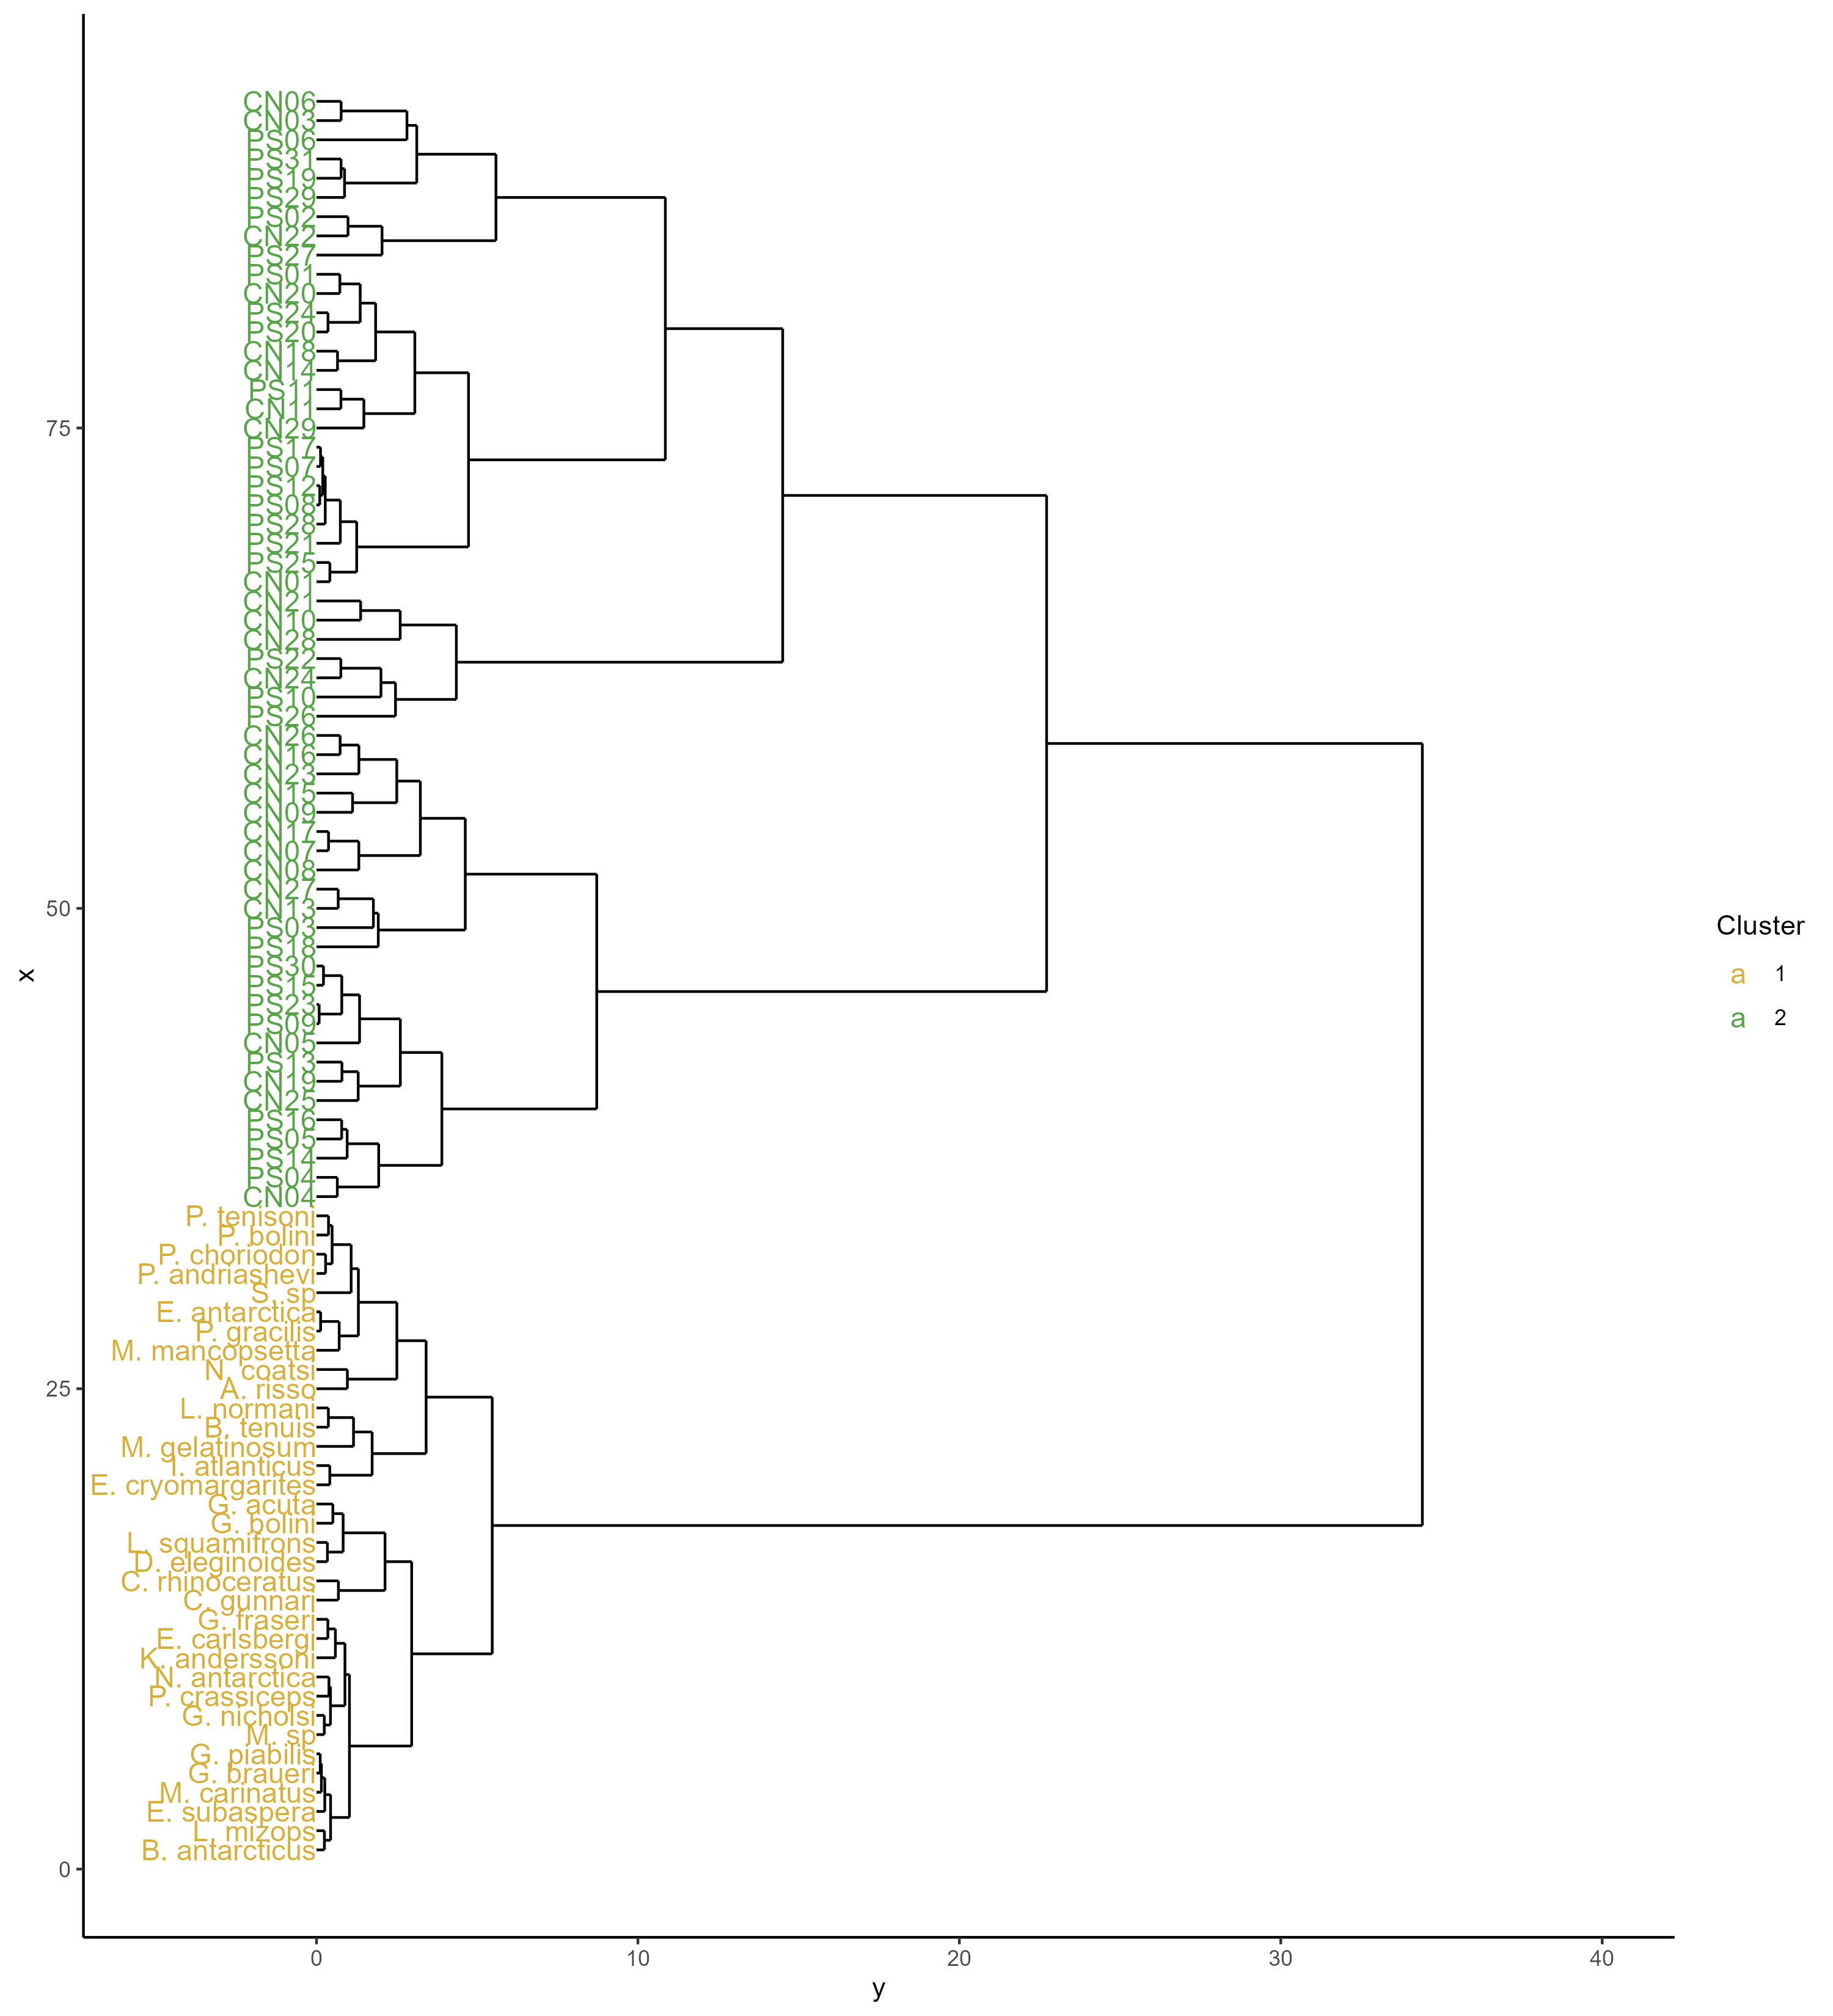 CN06
CN03
PS06
PS31
PS19
PS29
PS02
CN22
PS27
PS01
CN20
PS24
PS20
CN18
CN14
PS11
CN11
CN29
PS17
PS07
PS12
PS08
PS28
PS21
PS25
CN01
CN21
CN10
CN28
PS22
CN24
PS10
PS26
CN26
CN16
CN23
CN15
CN09
CN17
CN07
CN08
CN27
CN13
PS03
PS18
PS30
PS15
PS23
PS09
CN05
PS13
CN19
CN25
PS16
PS05
PS14
PS04
CN04
P. tenisoni
P. bolini
P. choriodon
P. andriashevi
S. sp
E. antarctica
P. gracilis
M. mancopsetta
N. coatsi
A. risso
L. normani
B. tenuis
M. gelatinosum
I. atlanticus
E. cryomargarites
G. acuta
G. bolini
L. squamifrons
D. eleginoides
C. rhinoceratus
C. gunnari
G. fraseri
E. carlsbergi
K. anderssoni
N. antarctica
P. crassiceps
G. nicholsi
M. sp
G. piabilis
G. braueri
M. carinatus
E. subaspera
L. mizops
B. antarcticus
75
50
25
0
x
0 10 20 30 40
y
Cluster
a 1
a 2